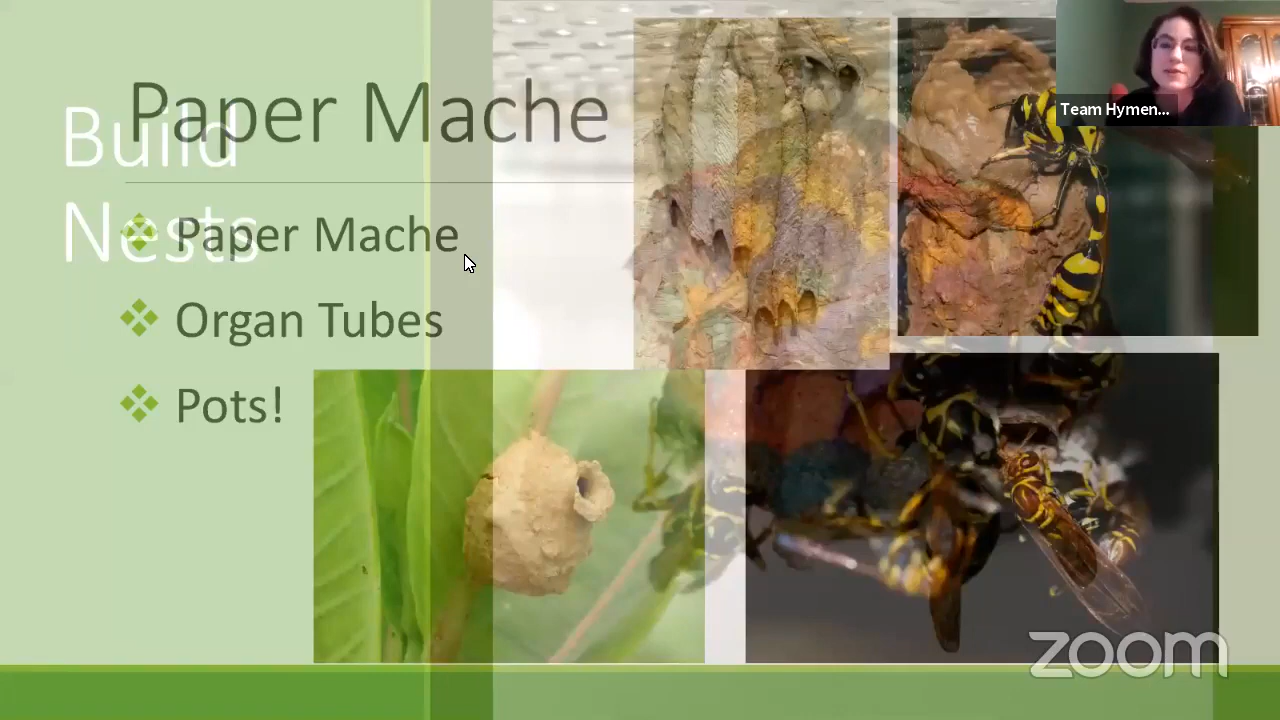 Paper Mache
Build
Nests
Paper Mache
Organ Tubes
Pots!
Team Hymen...
zoom